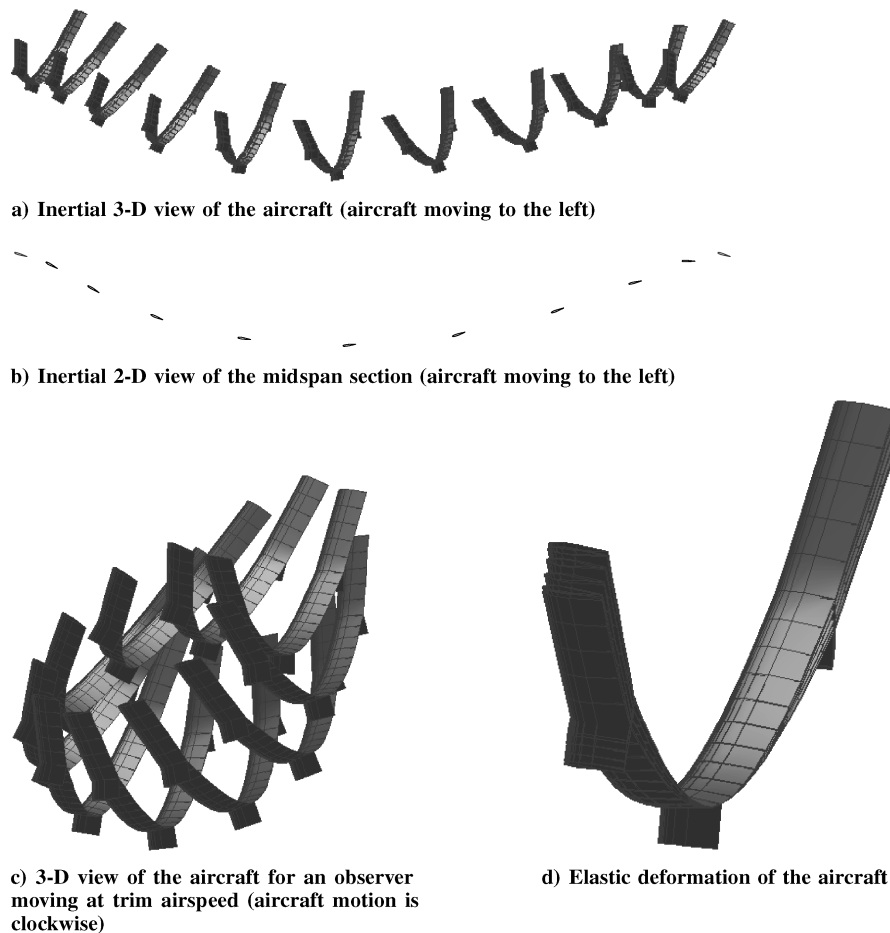 a) Inertial 3-D view of the aircraft (aircraft moving to the left)
b) Inertial 2-D view of the midspan section (aircraft moving to the left)
c) 3-D view of the aircraft for an observer
moving at trim airspeed (aircraft motion is
clockwise)
d) Elastic deformation of the aircraft